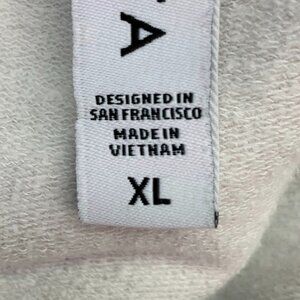 A
DESIGNED IN
SAN FRANCISCO
MADE IN
VIETNAM
XL